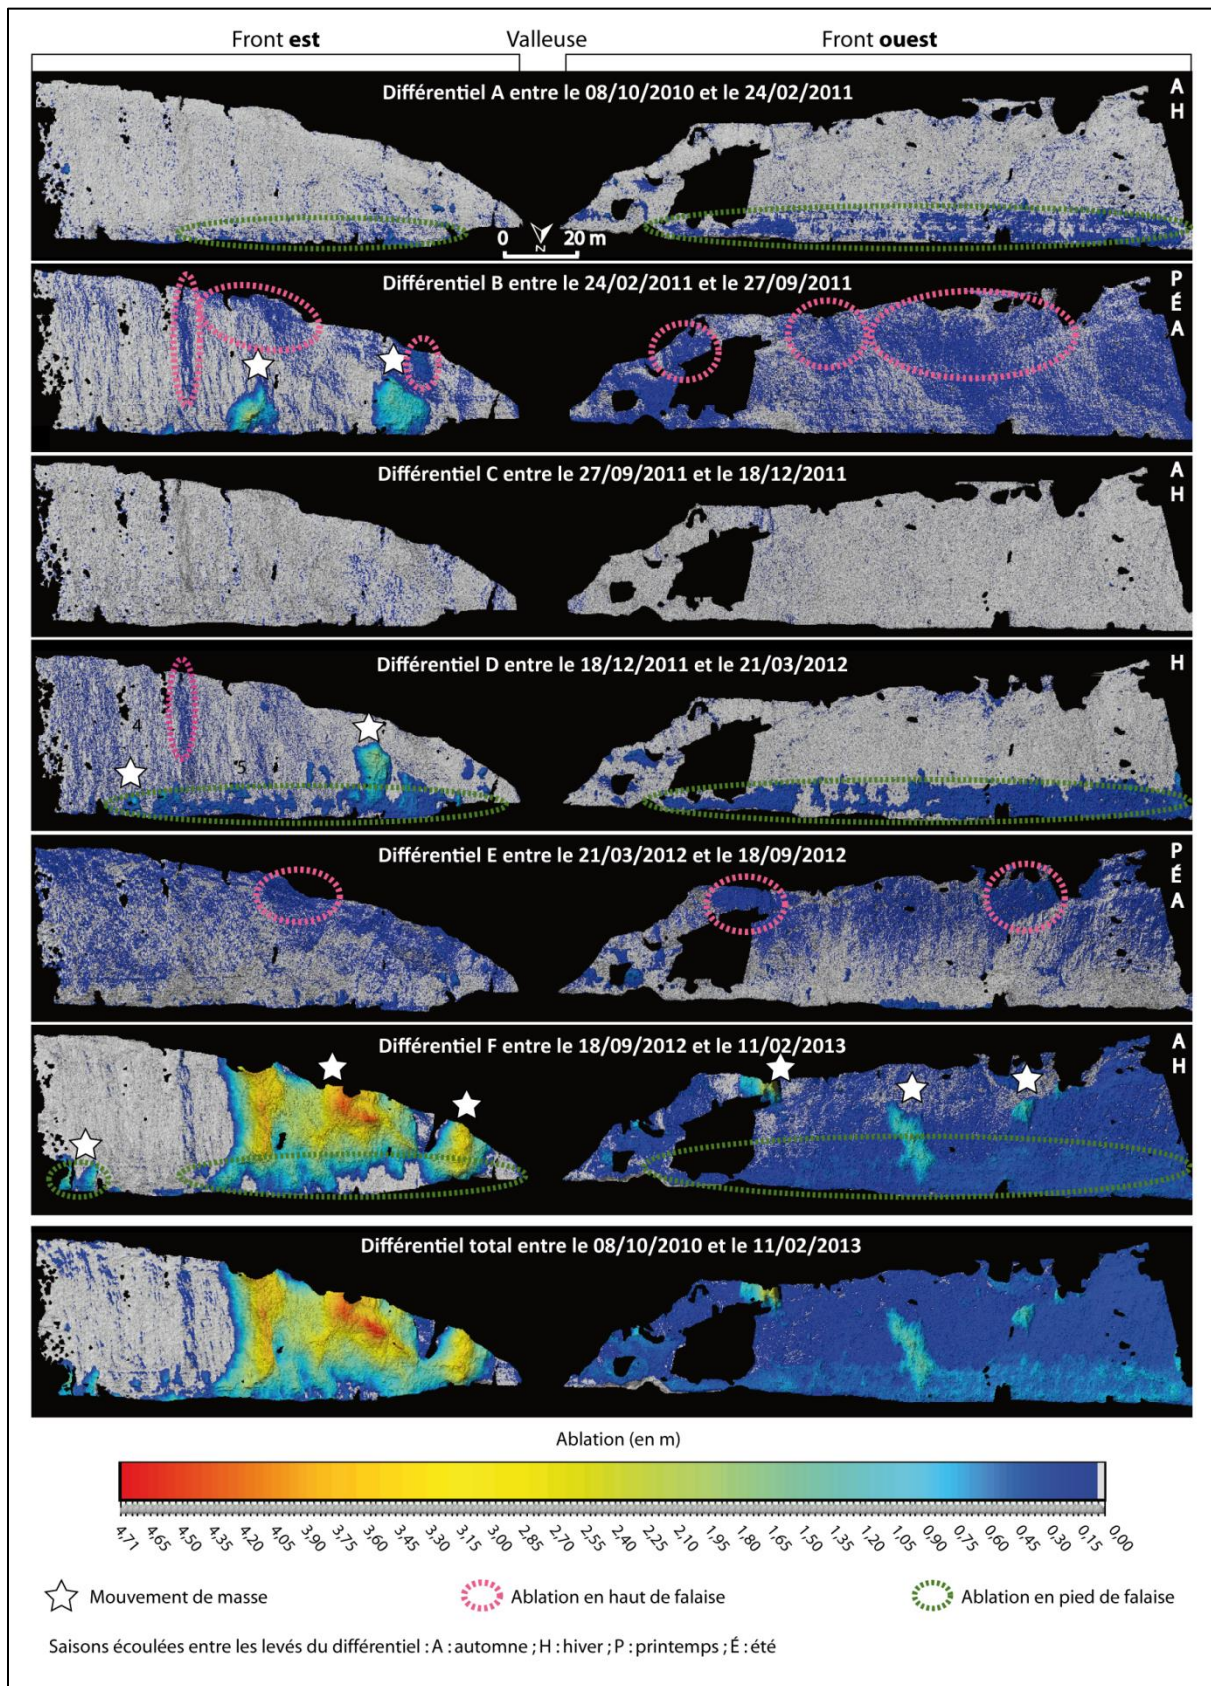 Front est Valleuse Front ouest
Différentiel A entre le 08/10/2010 et le 24/02/2011
A
H
0 20 m
N
Différentiel B entre le 24/02/2011 et le 27/09/2011
P
É
A
Différentiel C entre le 27/09/2011 et le 18/12/2011
A
H
Différentiel D entre le 18/12/2011 et le 21/03/2012
H
4
5
Différentiel E entre le 21/03/2012 et le 18/09/2012
P
É
A
Différentiel F entre le 18/09/2012 et le 11/02/2013
A
H
Différentiel total entre le 08/10/2010 et le 11/02/2013
Ablation (en m)
4,71 4,65 4,50 4,35 4,20 4,05 3,90 3,75 3,60 3,45 3,30 3,15 3,00 2,85 2,70 2,55 2,40 2,25 2,10 1,95 1,80 1,65 1,50 1,35 1,20 1,05 0,90 0,75 0,60 0,45 0,30 0,15 0,00
Mouvement de masse Ablation en haut de falaise Ablation en pied de falaise
Saisons écoulées entre les levés du différentiel : A : automne ; H : hiver ; P : printemps ; É : été